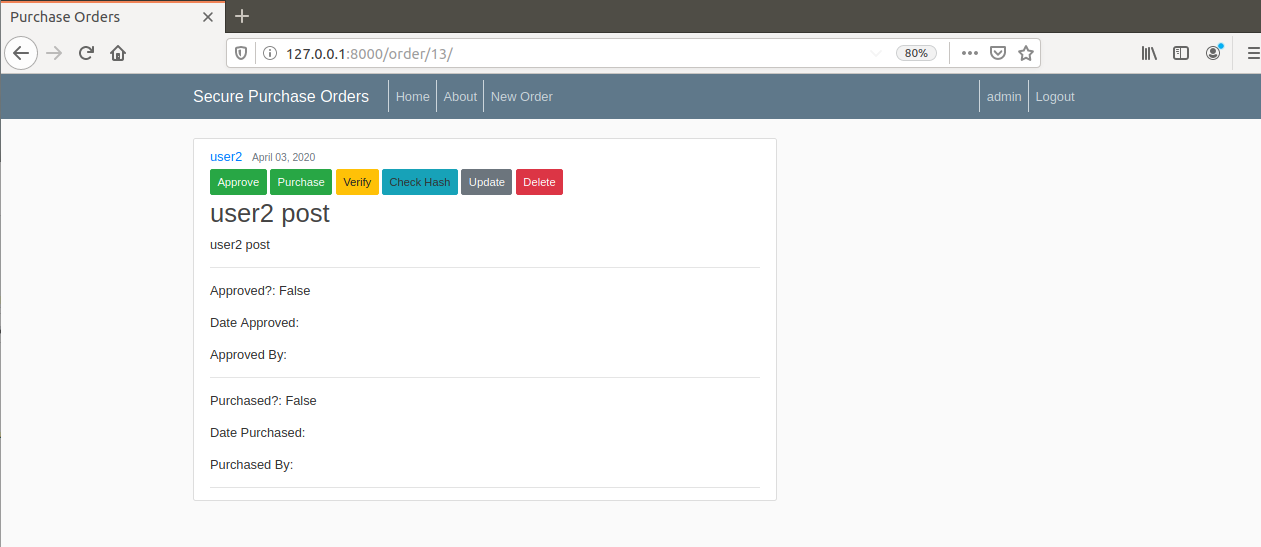 Purchase Orders
127.0.0.1:8000/order/13/ 80%
Secure Purchase Orders Home About New Order admin Logout
user2 April 03, 2020
Approve Purchase Verify Check Hash Update Delete
user2 post
user2 post
Approved?: False
Date Approved:
Approved By:
Purchased?: False
Date Purchased:
Purchased By: